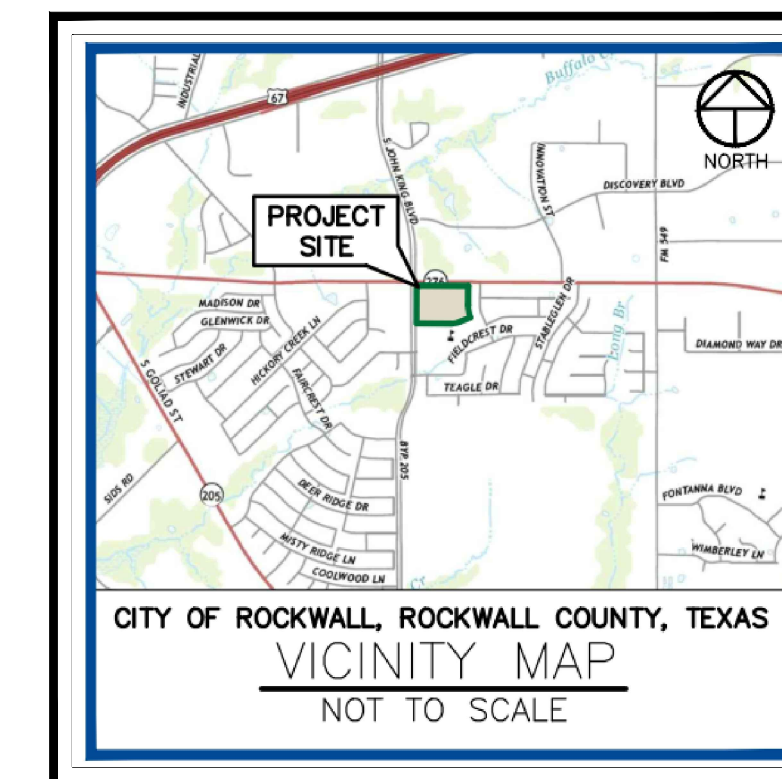 INDUSTRIAL
67
Buffalo
NORTH
S JOHN KING BLVD
INNOVATION ST
DISCOVERY BLVD
FM 549
PROJECT
SITE
276
MADISON DR
GLENWICK DR
STEWART DR
HICKORY CREEK LN
FAIRCREST DR
FIELDCREST DR
STABLEGLEN DR
TEAGLE DR
Long Br
DIAMOND WAY DR
S GOLIAD ST
BYP 205
SIDS RD
205
DEER RIDGE DR
MISTY RIDGE LN
COOLWOOD LN
Cr
FONTANNA BLVD
WIMBERLEY LN
CITY OF ROCKWALL, ROCKWALL COUNTY, TEXAS
VICINITY MAP
NOT TO SCALE